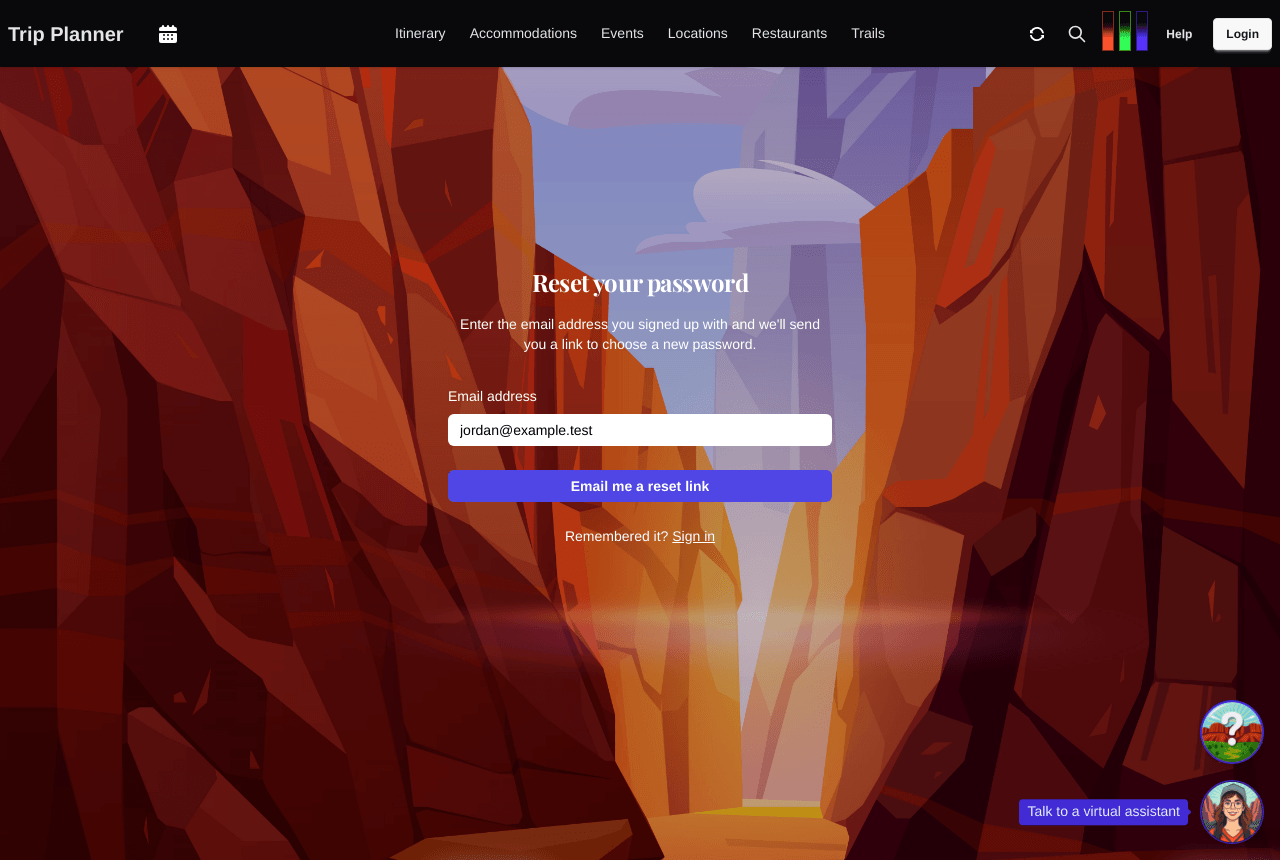 Trip Planner
Itinerary Accommodations Events Locations Restaurants Trails
Help
Login
Reset your password
Enter the email address you signed up with and we'll send
you a link to choose a new password.
Email address
jordan@example.test
Email me a reset link
Remembered it? Sign in
?
Talk to a virtual assistant